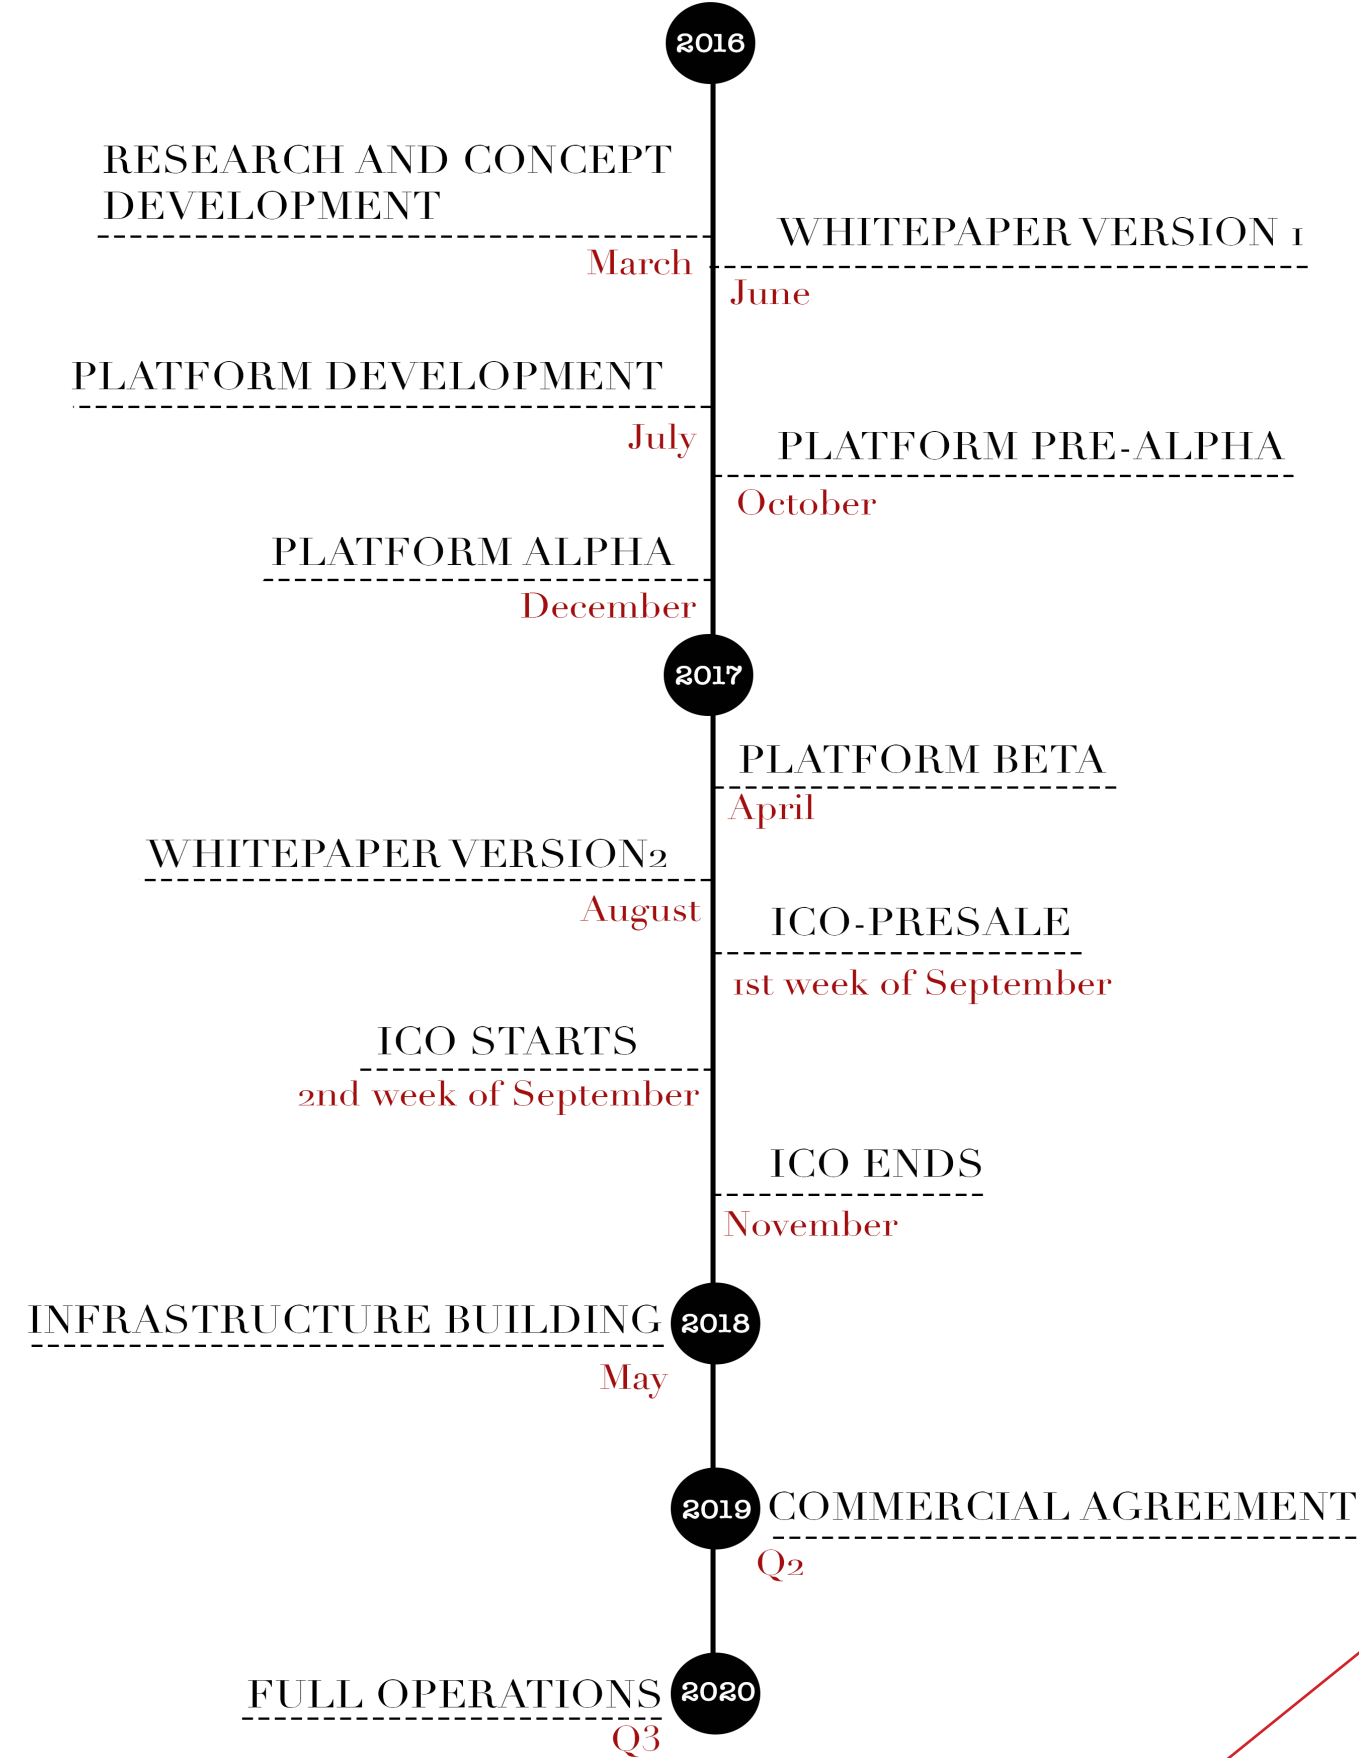 2016
RESEARCH AND CONCEPT
DEVELOPMENT
March
WHITEPAPER VERSION 1
June
PLATFORM DEVELOPMENT
July
PLATFORM PRE-ALPHA
October
PLATFORM ALPHA
December
2017
PLATFORM BETA
April
WHITEPAPER VERSION2
August
ICO-PRESALE
1st week of September
ICO STARTS
2nd week of September
ICO ENDS
November
2018
INFRASTRUCTURE BUILDING
May
2019
COMMERCIAL AGREEMENT
Q2
2020
FULL OPERATIONS
Q3